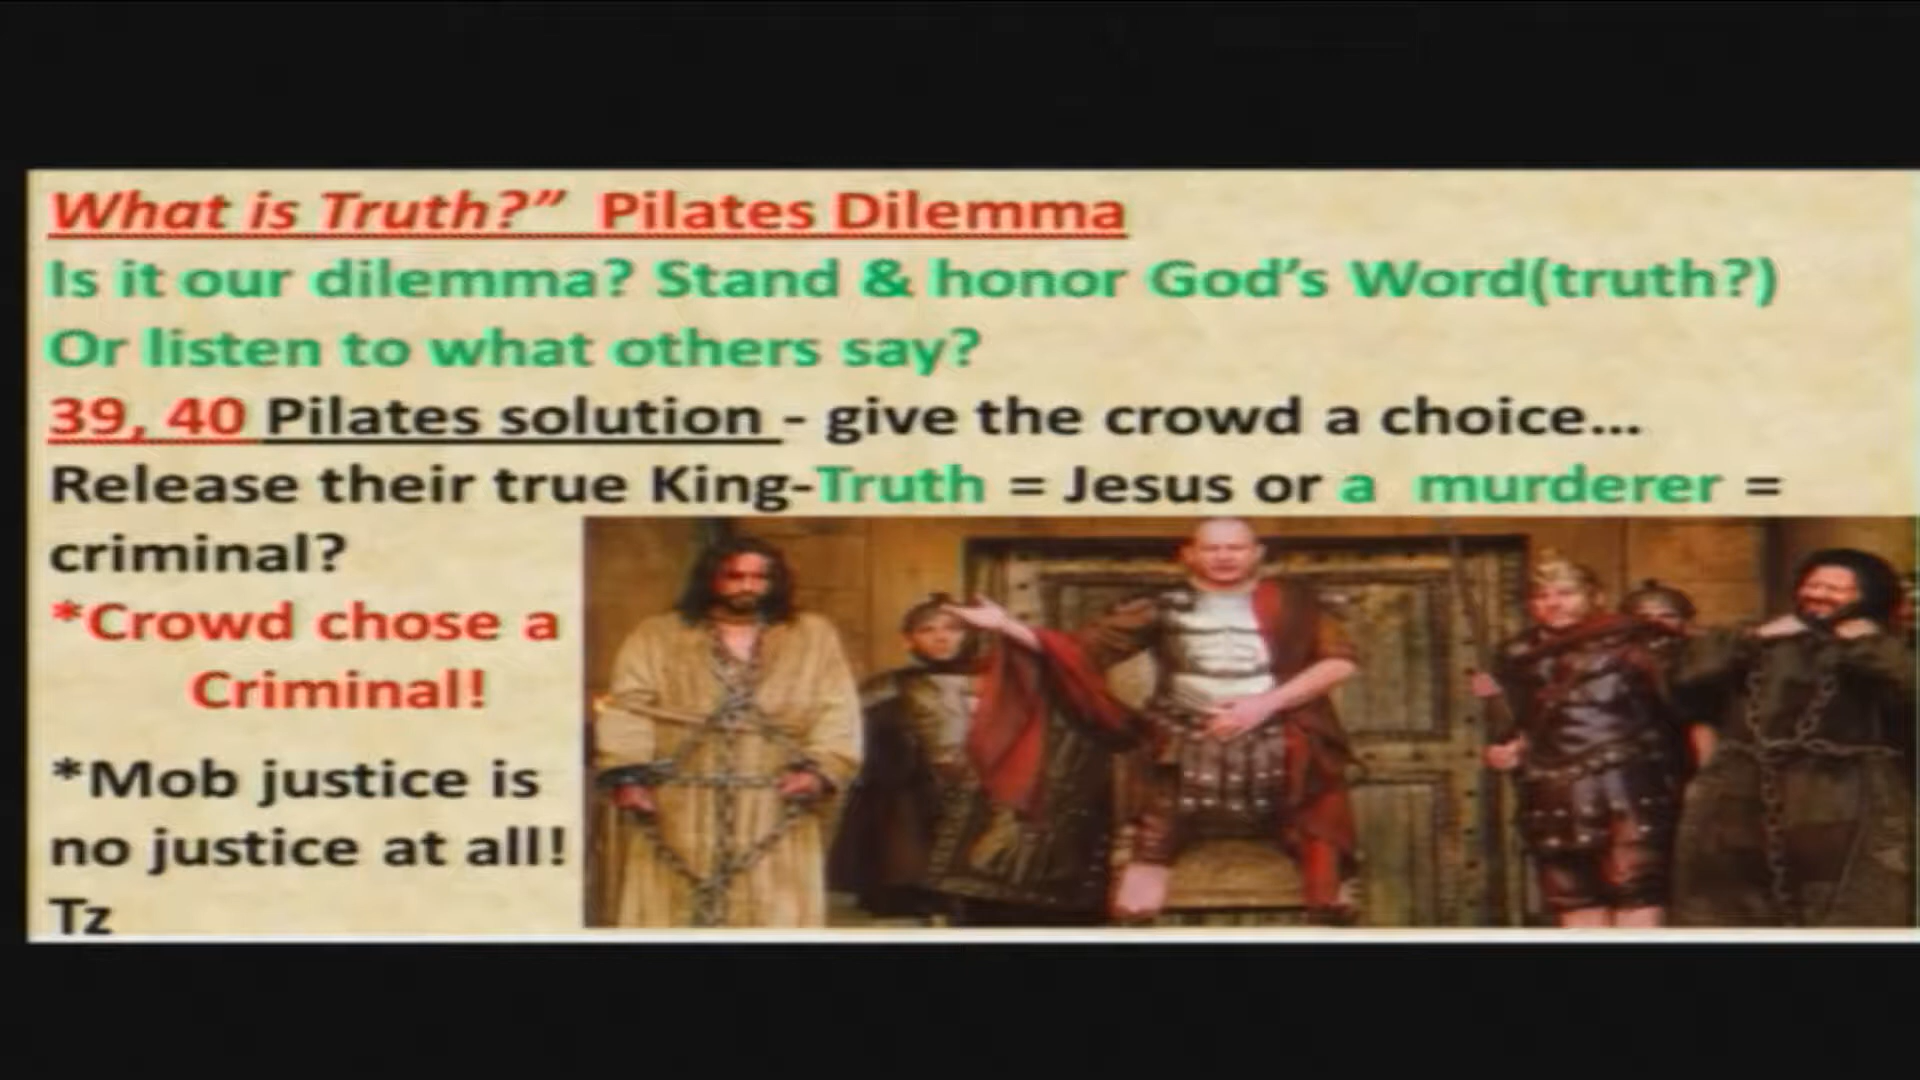 What is Truth?” Pilates Dilemma
Is it our dilemma? Stand & honor God’s Word(truth?)
Or listen to what others say?
39, 40 Pilates solution - give the crowd a choice...
Release their true King-Truth = Jesus or a murderer =
criminal?
*Crowd chose a
Criminal!
*Mob justice is
no justice at all!
Tz